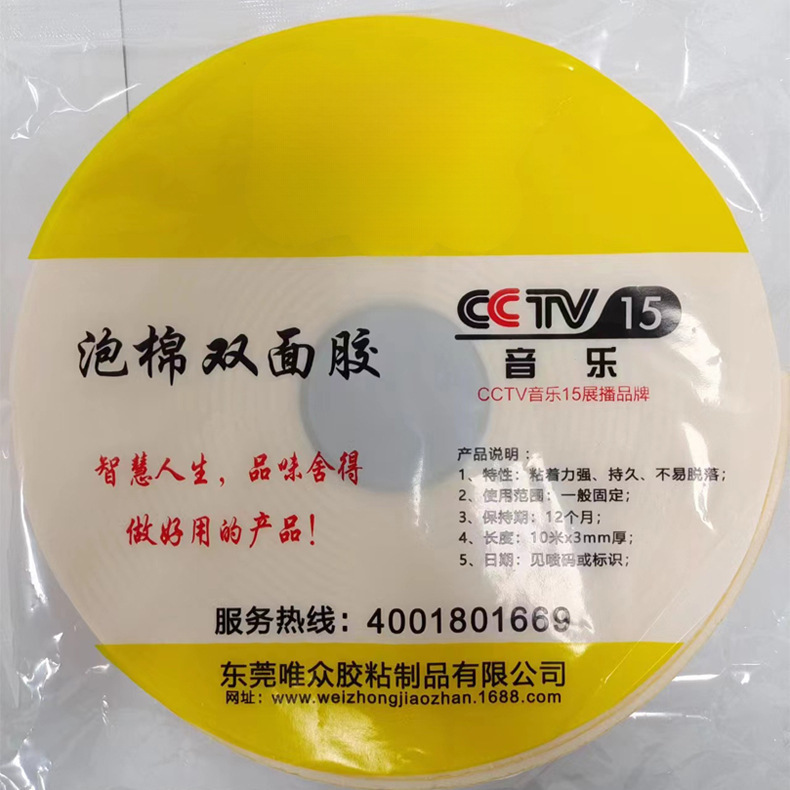 泡棉双面胶
CCTV 15
音乐
CCTV音乐15展播品牌
智慧人生，品味舍得
做好用的产品！
产品说明：
1、特性：粘着力强、持久、不易脱落；
2、使用范围：一般固定；
3、保持期：12个月；
4、长度：10米x3mm厚；
5、日期：见喷码或标识；
服务热线：4001801669
东莞唯众胶粘制品有限公司
网址：www.weizhongjiaozhan.1688.com